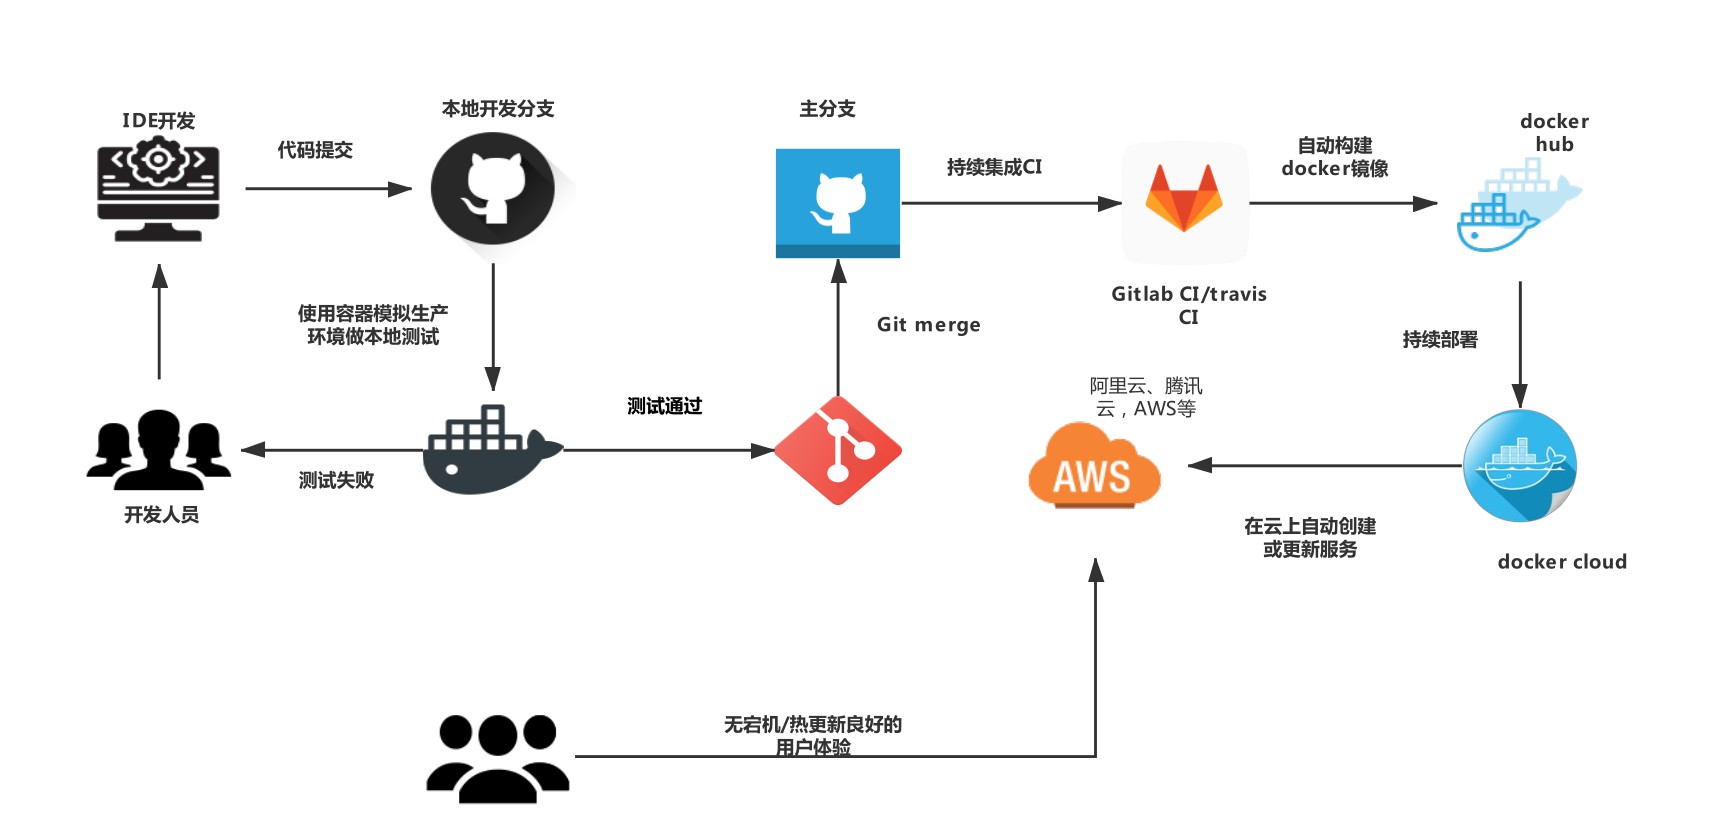 IDE开发
代码提交
本地开发分支
主分支
持续集成CI
自动构建
docker镜像
docker
hub
使用容器模拟生产
环境做本地测试
Git merge
Gitlab CI/travis
CI
持续部署
测试通过
阿里云、腾讯
云，AWS等
AWS
测试失败
开发人员
在云上自动创建
或更新服务
docker cloud
无宕机/热更新良好的
用户体验